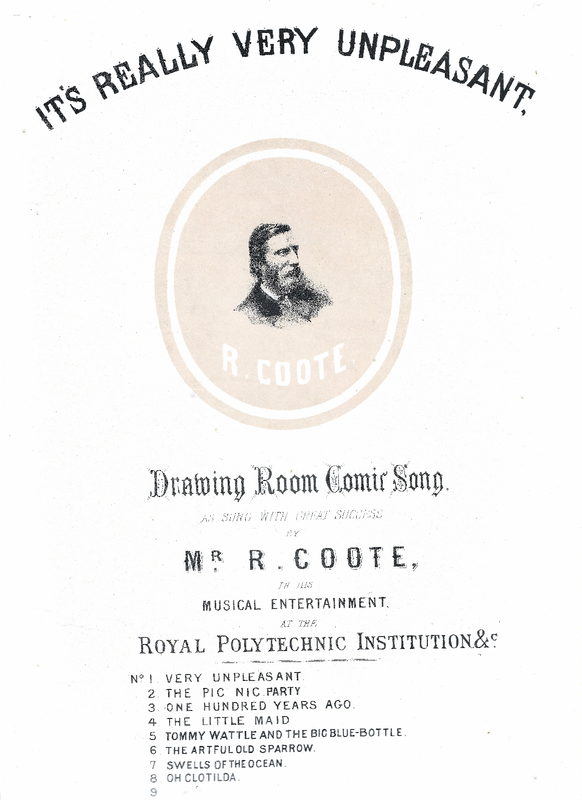 IT'S REALLY VERY UNPLEASANT.
R. COOTE.
Drawing Room Comic Song.
AS SUNG WITH GREAT SUCCESS
BY
MR. R. COOTE,
IN HIS
MUSICAL ENTERTAINMENT.
AT THE
ROYAL POLYTECHNIC INSTITUTION &c.
No 1. VERY UNPLEASANT.
2. THE PIC NIC PARTY
3. ONE HUNDRED YEARS AGO.
4 THE LITTLE MAID
5 TOMMY WATTLE AND THE BIG BLUE-BOTTLE.
6 THE ARTFUL OLD SPARROW.
7 SWELLS OF THE OCEAN.
8 OH CLOTILDA.
9